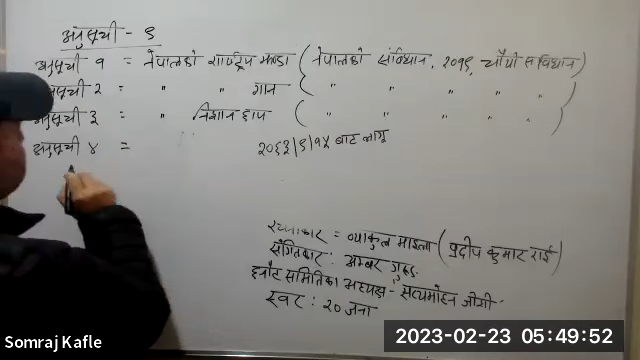 अनुसूची - ९
अनुसूची १ = नेपालको राष्ट्रिय झण्डा ( नेपालको संविधान, २०१९, चौथो संविधान )
अनुसूची २ = " " गान ( " " " " " )
अनुसूची ३ = " निशान छाप ( " " " " " )
अनुसूची ४ =
२०६३/९/१५ बाट लागू
रचनाकार = ब्याकुल माइला ( प्रदीप कुमार राई )
संगितकार : अम्बर गुरुङ
छनौट समितिका अध्यक्ष - सत्यमोहन जोशी
स्वर : २० जना
Somraj Kafle
2023-02-23 05:49:52